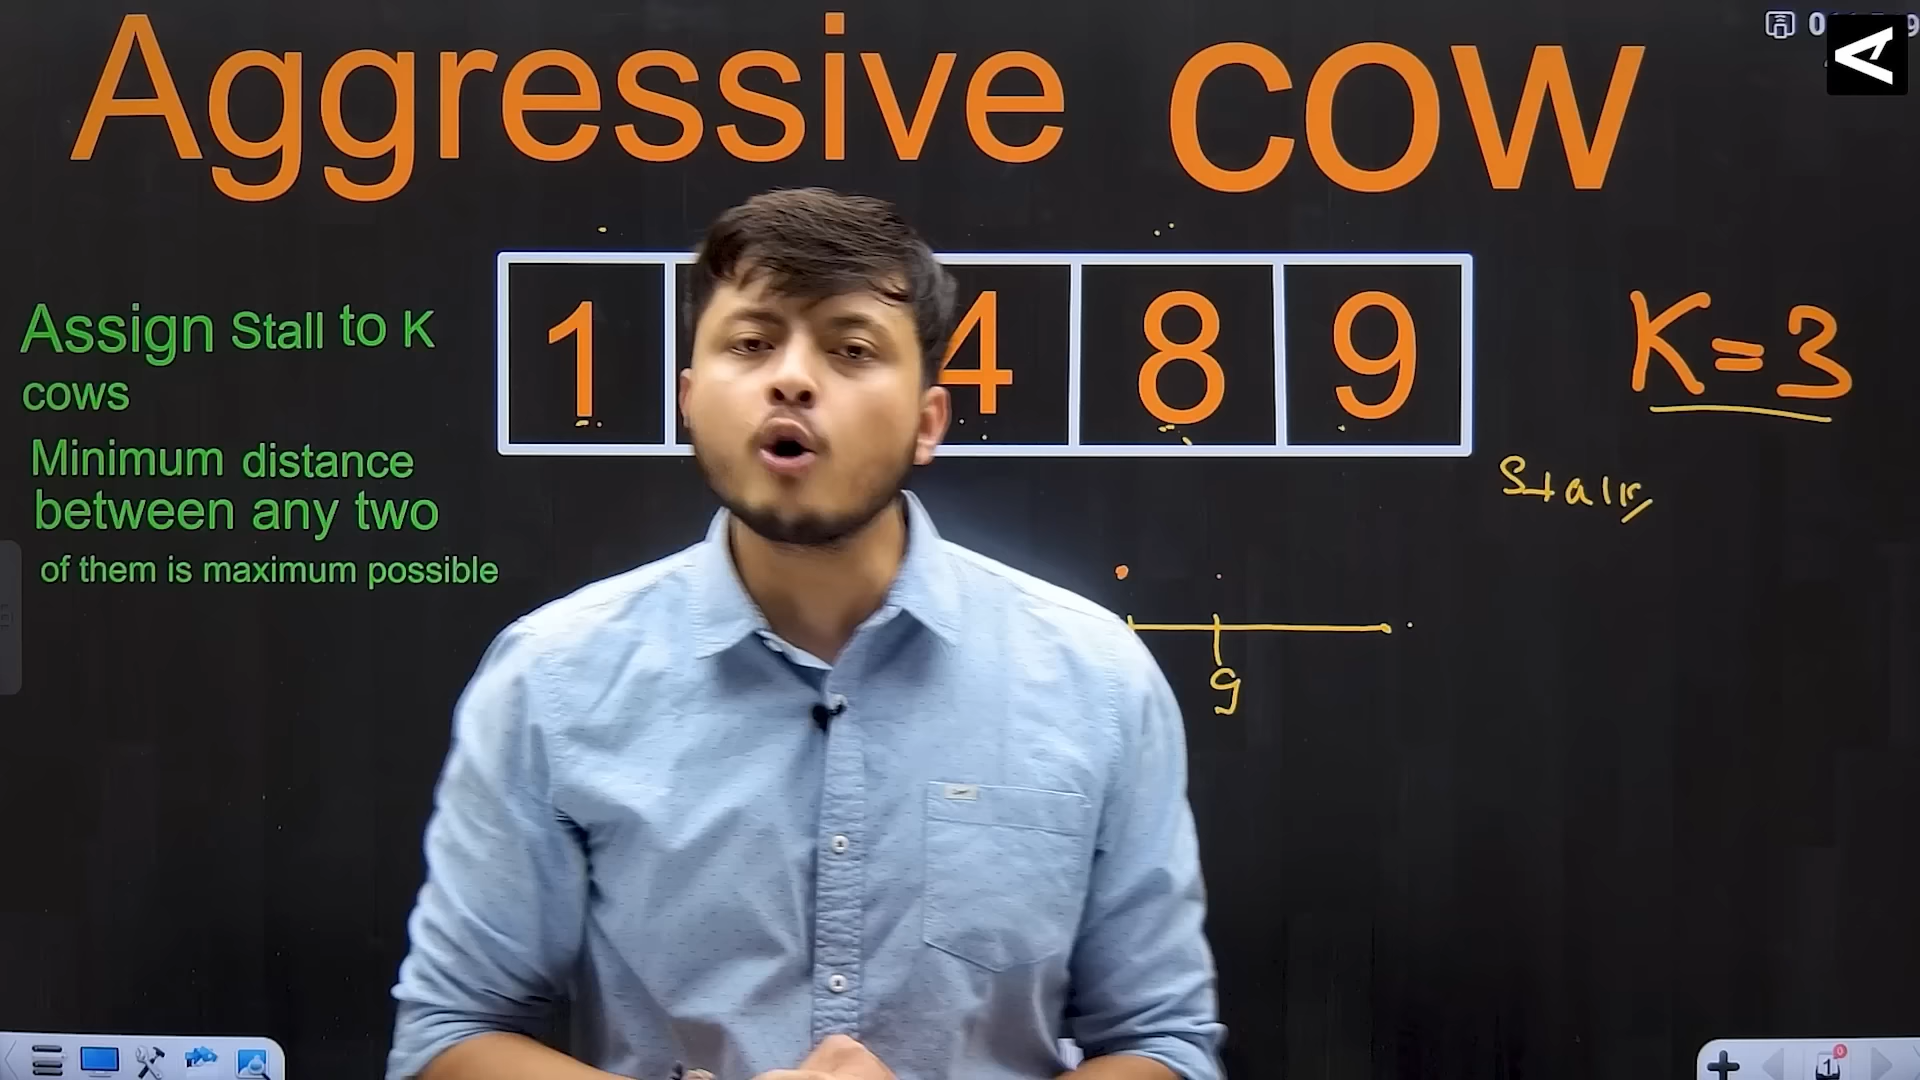 Aggressive cow
1 4 8 9
K=3
Assign Stall to K
cows
Minimum distance
between any two
of them is maximum possible
Stalls
9
1